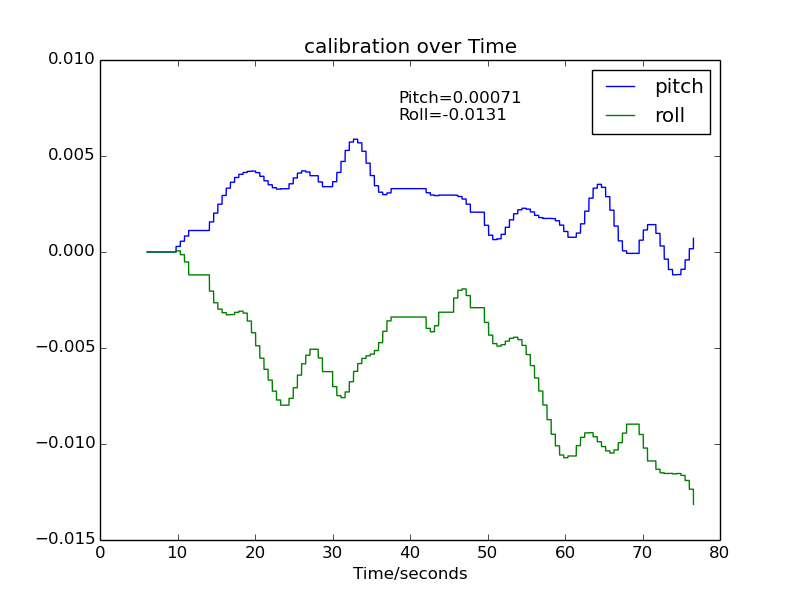 calibration over Time
0.010
0.005
0.000
−0.005
−0.010
−0.015
Pitch=0.00071
Roll=-0.0131
pitch
roll
0 10 20 30 40 50 60 70 80
Time/seconds